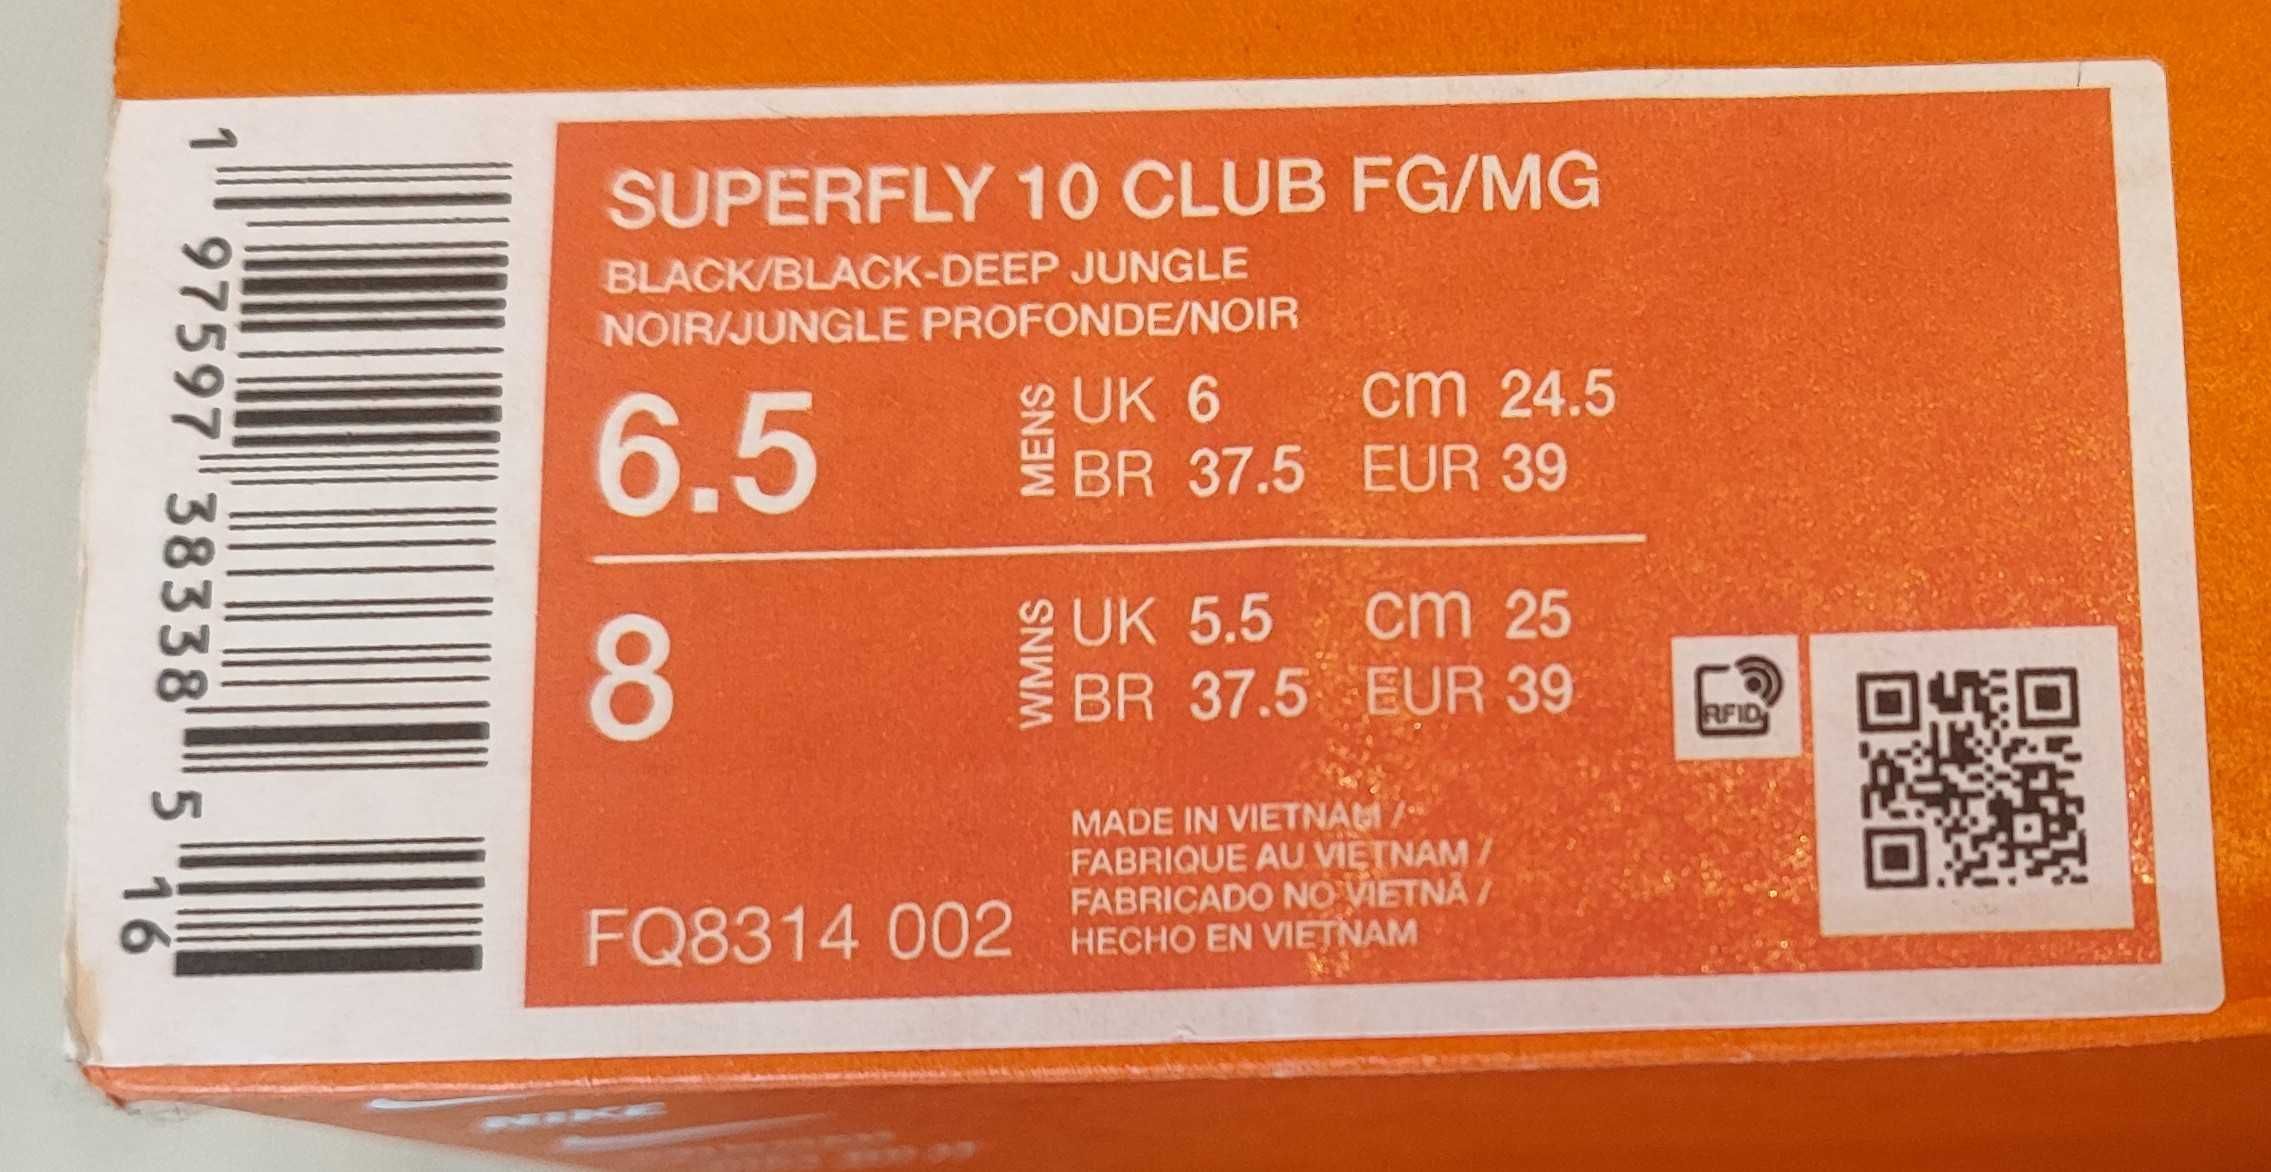 1 97597 38338 5 16
SUPERFLY 10 CLUB FG/MG
BLACK/BLACK-DEEP JUNGLE
NOIR/JUNGLE PROFONDE/NOIR
6.5
MENS
UK 6 cm 24.5
BR 37.5 EUR 39
8
WMNS
UK 5.5 cm 25
BR 37.5 EUR 39
RFID
MADE IN VIETNAM /
FABRIQUE AU VIETNAM /
FABRICADO NO VIETNÃ /
HECHO EN VIETNAM
FQ8314 002
NIKE